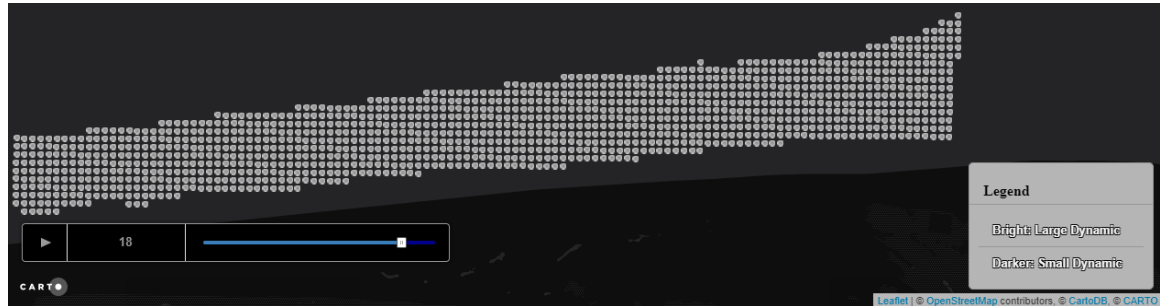 Legend
Bright: Large Dynamic
18
Darker: Small Dynamic
CARTO
Leaflet | © OpenStreetMap contributors, © CartoDB, © CARTO